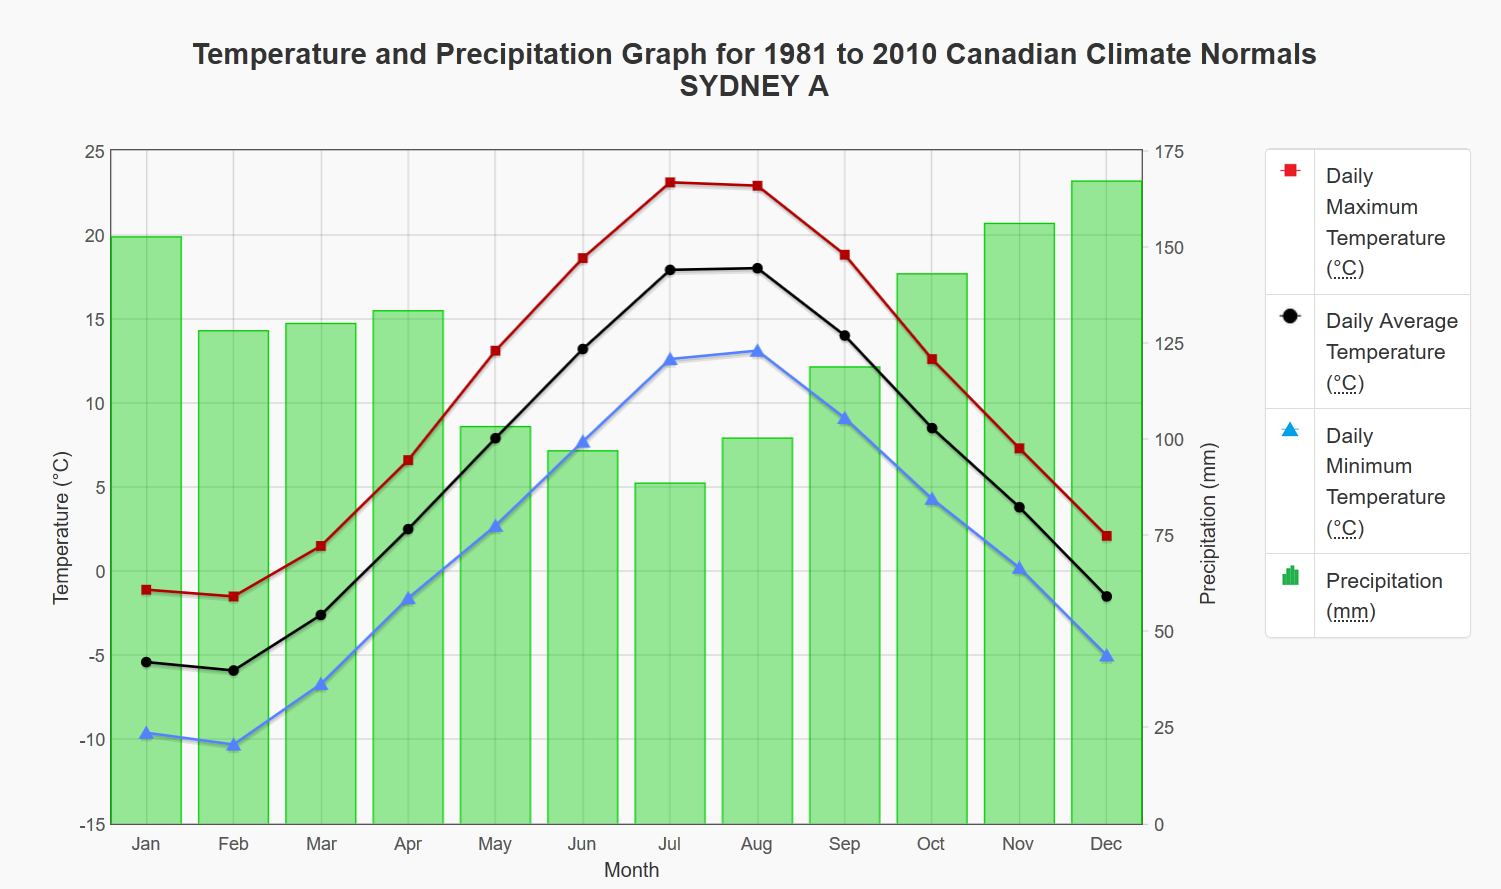 Temperature and Precipitation Graph for 1981 to 2010 Canadian Climate Normals
SYDNEY A
Temperature (°C)
25
20
15
10
5
0
-5
-10
-15
Jan Feb Mar Apr May Jun Jul Aug Sep Oct Nov Dec
Month
175
150
125
100
75
50
25
0
Precipitation (mm)
Daily
Maximum
Temperature
(°C)
Daily Average
Temperature
(°C)
Daily
Minimum
Temperature
(°C)
Precipitation
(mm)